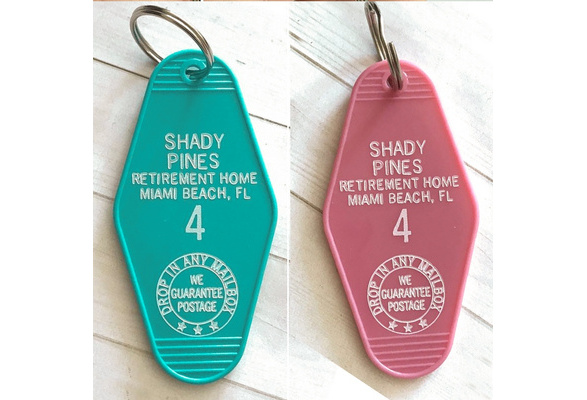 SHADY
PINES
RETIREMENT HOME
MIAMI BEACH, FL
4
DROP IN ANY MAILBOX
WE
GUARANTEE
POSTAGE
SHADY
PINES
RETIREMENT HOME
MIAMI BEACH, FL
4
DROP IN ANY MAILBOX
WE
GUARANTEE
POSTAGE